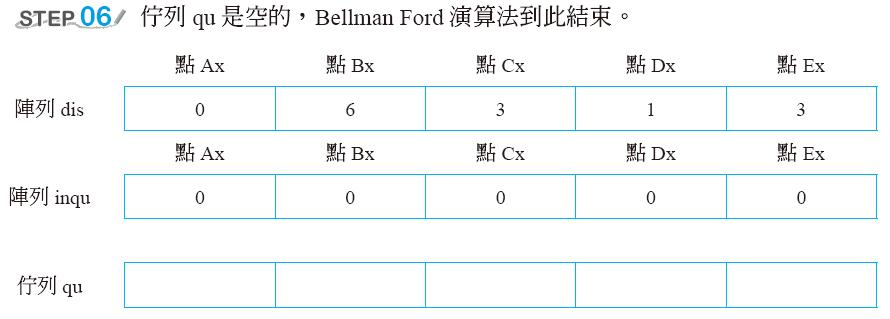 STEP 06 佇列 qu 是空的，Bellman Ford 演算法到此結束。
點 Ax 點 Bx 點 Cx 點 Dx 點 Ex
陣列 dis 0 6 3 1 3
點 Ax 點 Bx 點 Cx 點 Dx 點 Ex
陣列 inqu 0 0 0 0 0
佇列 qu